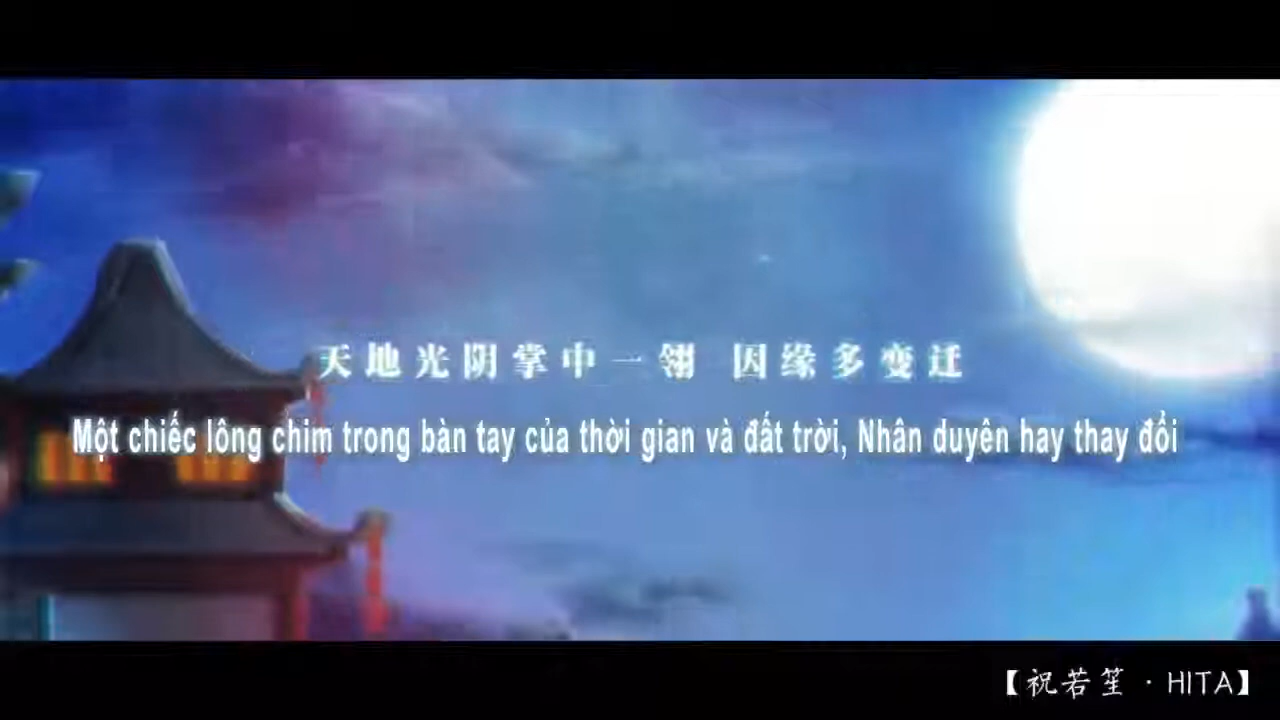 天地光阴掌中一翎 因缘多变迁
Một chiếc lông chim trong bàn tay của thời gian và đất trời, Nhân duyên hay thay đổi
【祝若笙·HITA】